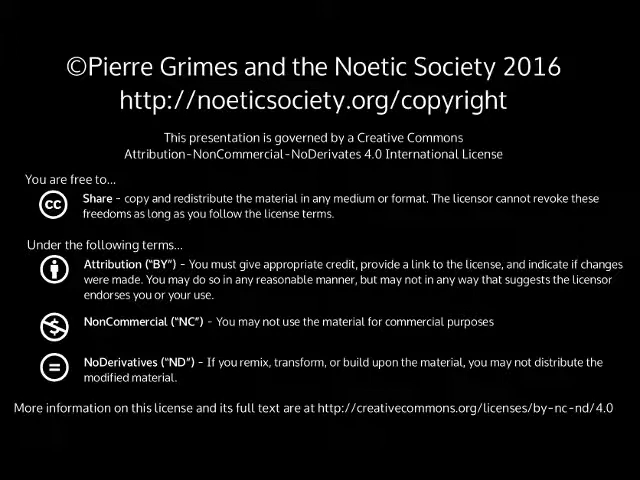 ©Pierre Grimes and the Noetic Society 2016
http://noeticsociety.org/copyright
This presentation is governed by a Creative Commons
Attribution-NonCommercial-NoDerivates 4.0 International License
You are free to...
cc
Share - copy and redistribute the material in any medium or format. The licensor cannot revoke these
freedoms as long as you follow the license terms.
Under the following terms...
Attribution ("BY") - You must give appropriate credit, provide a link to the license, and indicate if changes
were made. You may do so in any reasonable manner, but may not in any way that suggests the licensor
endorses you or your use.
NonCommercial ("NC") - You may not use the material for commercial purposes
NoDerivatives ("ND") - If you remix, transform, or build upon the material, you may not distribute the
modified material.
More information on this license and its full text are at http://creativecommons.org/licenses/by-nc-nd/4.0